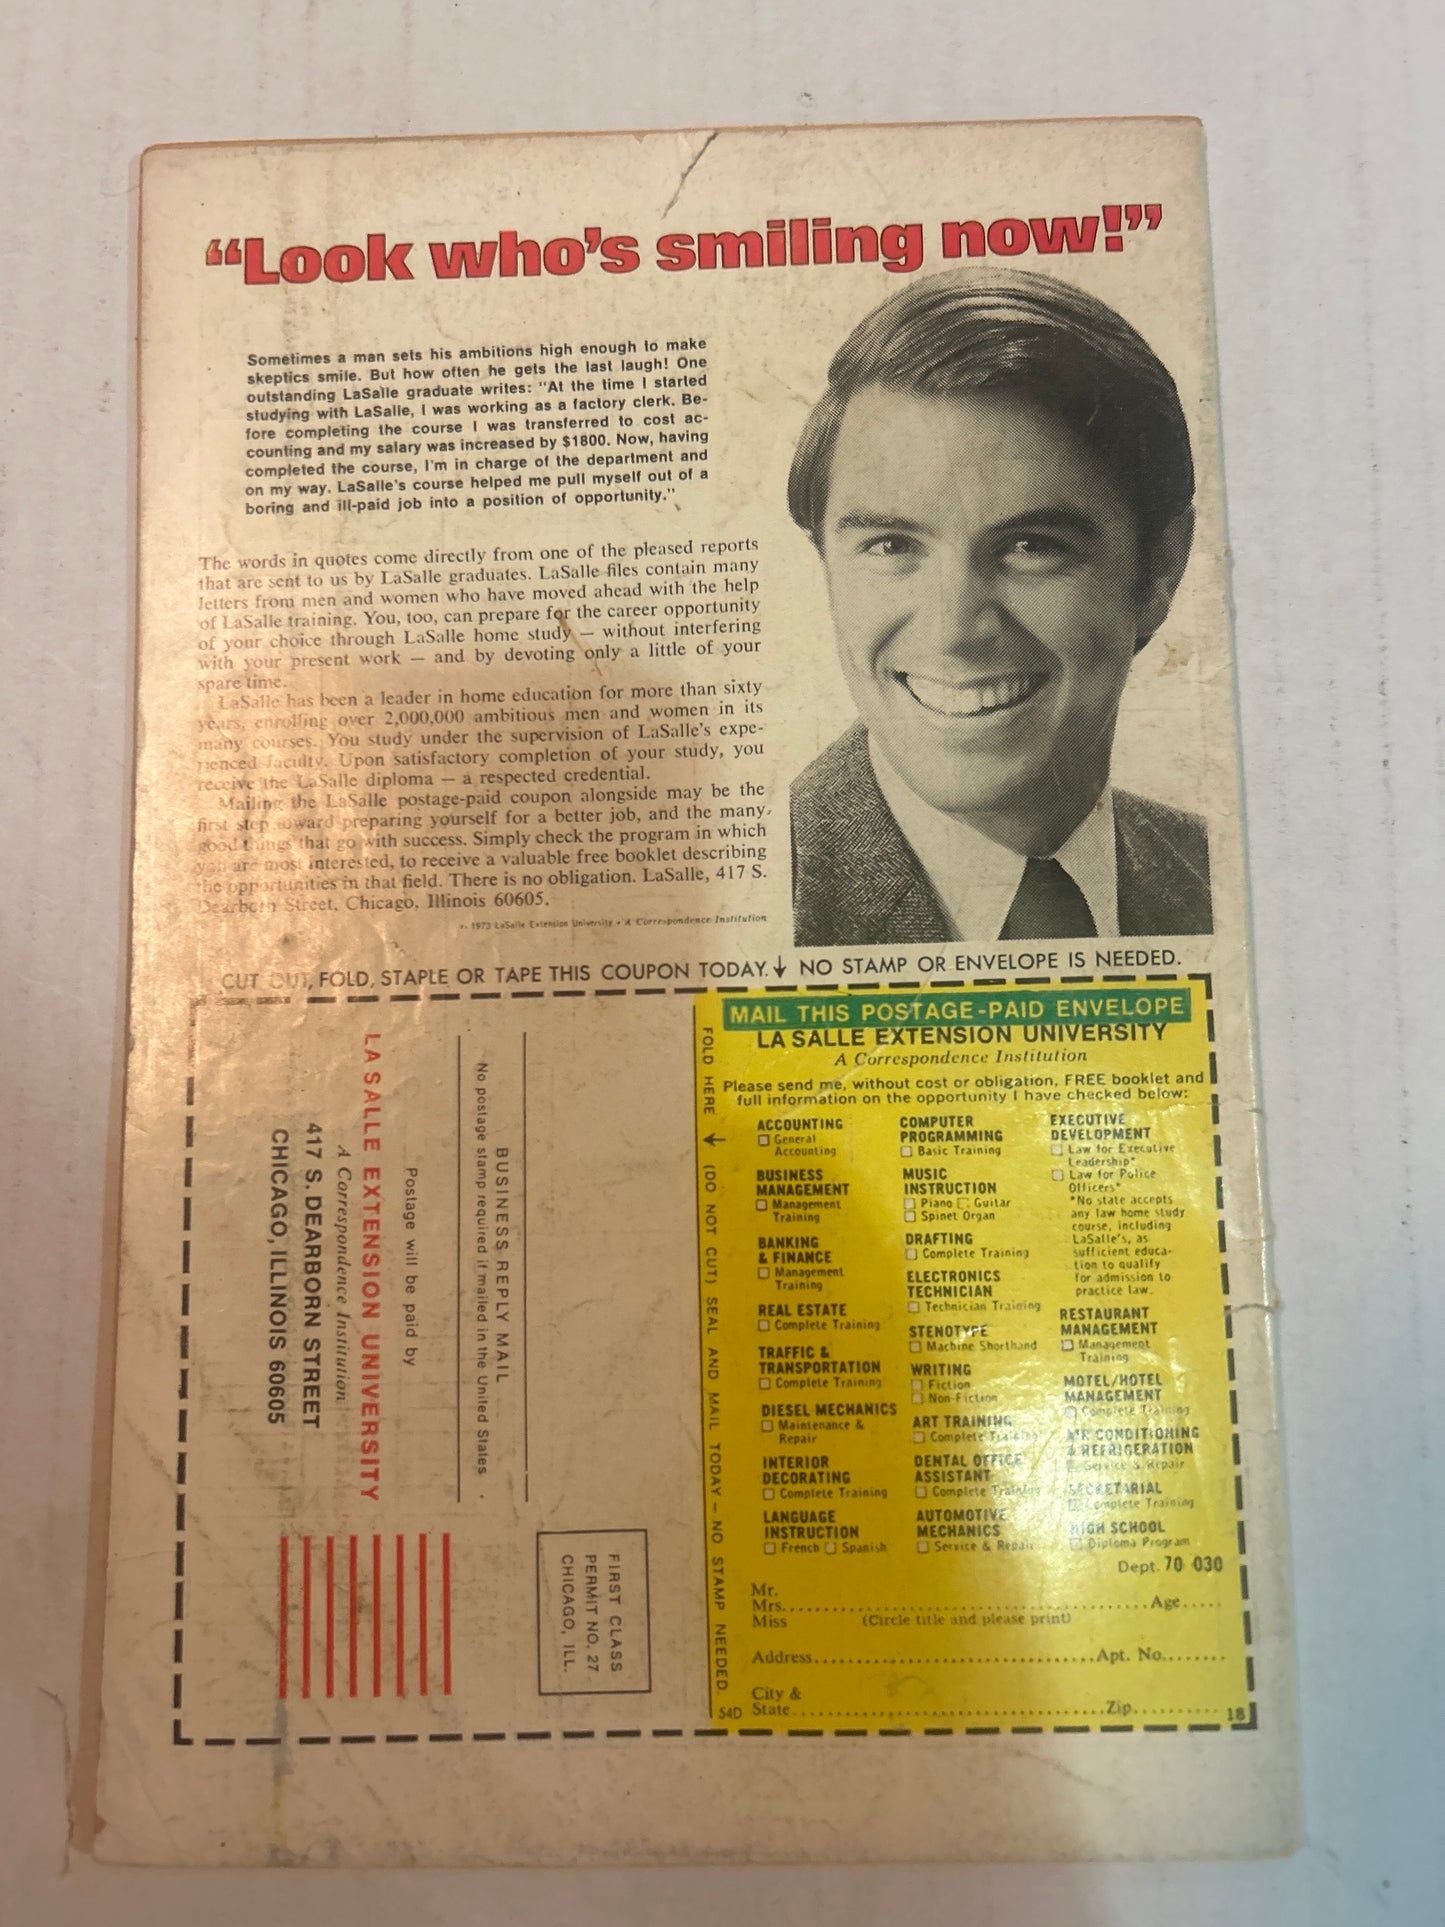 “Look who’s smiling now!”
Sometimes a man sets his ambitions high enough to make
skeptics smile. But how often he gets the last laugh! One
outstanding LaSalle graduate writes: "At the time I started
studying with LaSalle, I was working as a factory clerk. Be-
fore completing the course I was transferred to cost ac-
counting and my salary was increased by $1800. Now, having
completed the course, I'm in charge of the department and
on my way. LaSalle's course helped me pull myself out of a
boring and ill-paid job into a position of opportunity."
The words in quotes come directly from one of the pleased reports
that are sent to us by LaSalle graduates. LaSalle files contain many
letters from men and women who have moved ahead with the help
of LaSalle training. You, too, can prepare for the career opportunity
of your choice through LaSalle home study — without interfering
with your present work — and by devoting only a little of your
spare time.
LaSalle has been a leader in home education for more than sixty
years, enrolling over 2,000,000 ambitious men and women in its
many courses. You study under the supervision of LaSalle's expe-
rienced faculty. Upon satisfactory completion of your study, you
receive the LaSalle diploma — a respected credential.
Mailing the LaSalle postage-paid coupon alongside may be the
first step toward preparing yourself for a better job, and the many
good things that go with success. Simply check the program in which
you are most interested, to receive a valuable free booklet describing
the opportunities in that field. There is no obligation. LaSalle, 417 S.
Dearborn Street, Chicago, Illinois 60605.
1973 LaSalle Extension University • A Correspondence Institution
CUT OUT, FOLD, STAPLE OR TAPE THIS COUPON TODAY. ↓ NO STAMP OR ENVELOPE IS NEEDED.
FIRST CLASS
PERMIT NO. 27
CHICAGO, ILL.
BUSINESS REPLY MAIL
No postage stamp required if mailed in the United States
Postage will be paid by
LA SALLE EXTENSION UNIVERSITY
A Correspondence Institution
417 S. DEARBORN STREET
CHICAGO, ILLINOIS 60605
FOLD HERE ↓ (DO NOT CUT) SEAL AND MAIL TODAY — NO STAMP NEEDED.
MAIL THIS POSTAGE-PAID ENVELOPE
LA SALLE EXTENSION UNIVERSITY
A Correspondence Institution
Please send me, without cost or obligation, FREE booklet and
full information on the opportunity I have checked below:
ACCOUNTING
☐ General
Accounting
BUSINESS
MANAGEMENT
☐ Management
Training
BANKING
& FINANCE
☐ Management
Training
REAL ESTATE
☐ Complete Training
TRAFFIC &
TRANSPORTATION
☐ Complete Training
DIESEL MECHANICS
☐ Maintenance &
Repair
INTERIOR
DECORATING
☐ Complete Training
LANGUAGE
INSTRUCTION
☐ French ☐ Spanish
COMPUTER
PROGRAMMING
☐ Basic Training
MUSIC
INSTRUCTION
☐ Piano ☐ Guitar
☐ Spinet Organ
DRAFTING
☐ Complete Training
ELECTRONICS
TECHNICIAN
☐ Technician Training
STENOTYPE
☐ Machine Shorthand
WRITING
☐ Fiction
☐ Non-Fiction
ART TRAINING
☐ Complete Training
DENTAL OFFICE
ASSISTANT
☐ Complete Training
AUTOMOTIVE
MECHANICS
☐ Service & Repair
EXECUTIVE
DEVELOPMENT
☐ Law for Executive
Leadership*
☐ Law for Police
Officers*
*No state accepts
any law home study
course, including
LaSalle's, as
sufficient educa-
tion to qualify
for admission to
practice law.
RESTAURANT
MANAGEMENT
☐ Management
Training
MOTEL/HOTEL
MANAGEMENT
☐ Complete Training
AIR CONDITIONING
& REFRIGERATION
☐ Service & Repair
SECRETARIAL
☐ Complete Training
HIGH SCHOOL
☐ Diploma Program
Dept. 70 030
Mr.
Mrs. Age
Miss (Circle title and please print)
Address Apt. No.
City &
State Zip
S4D
18